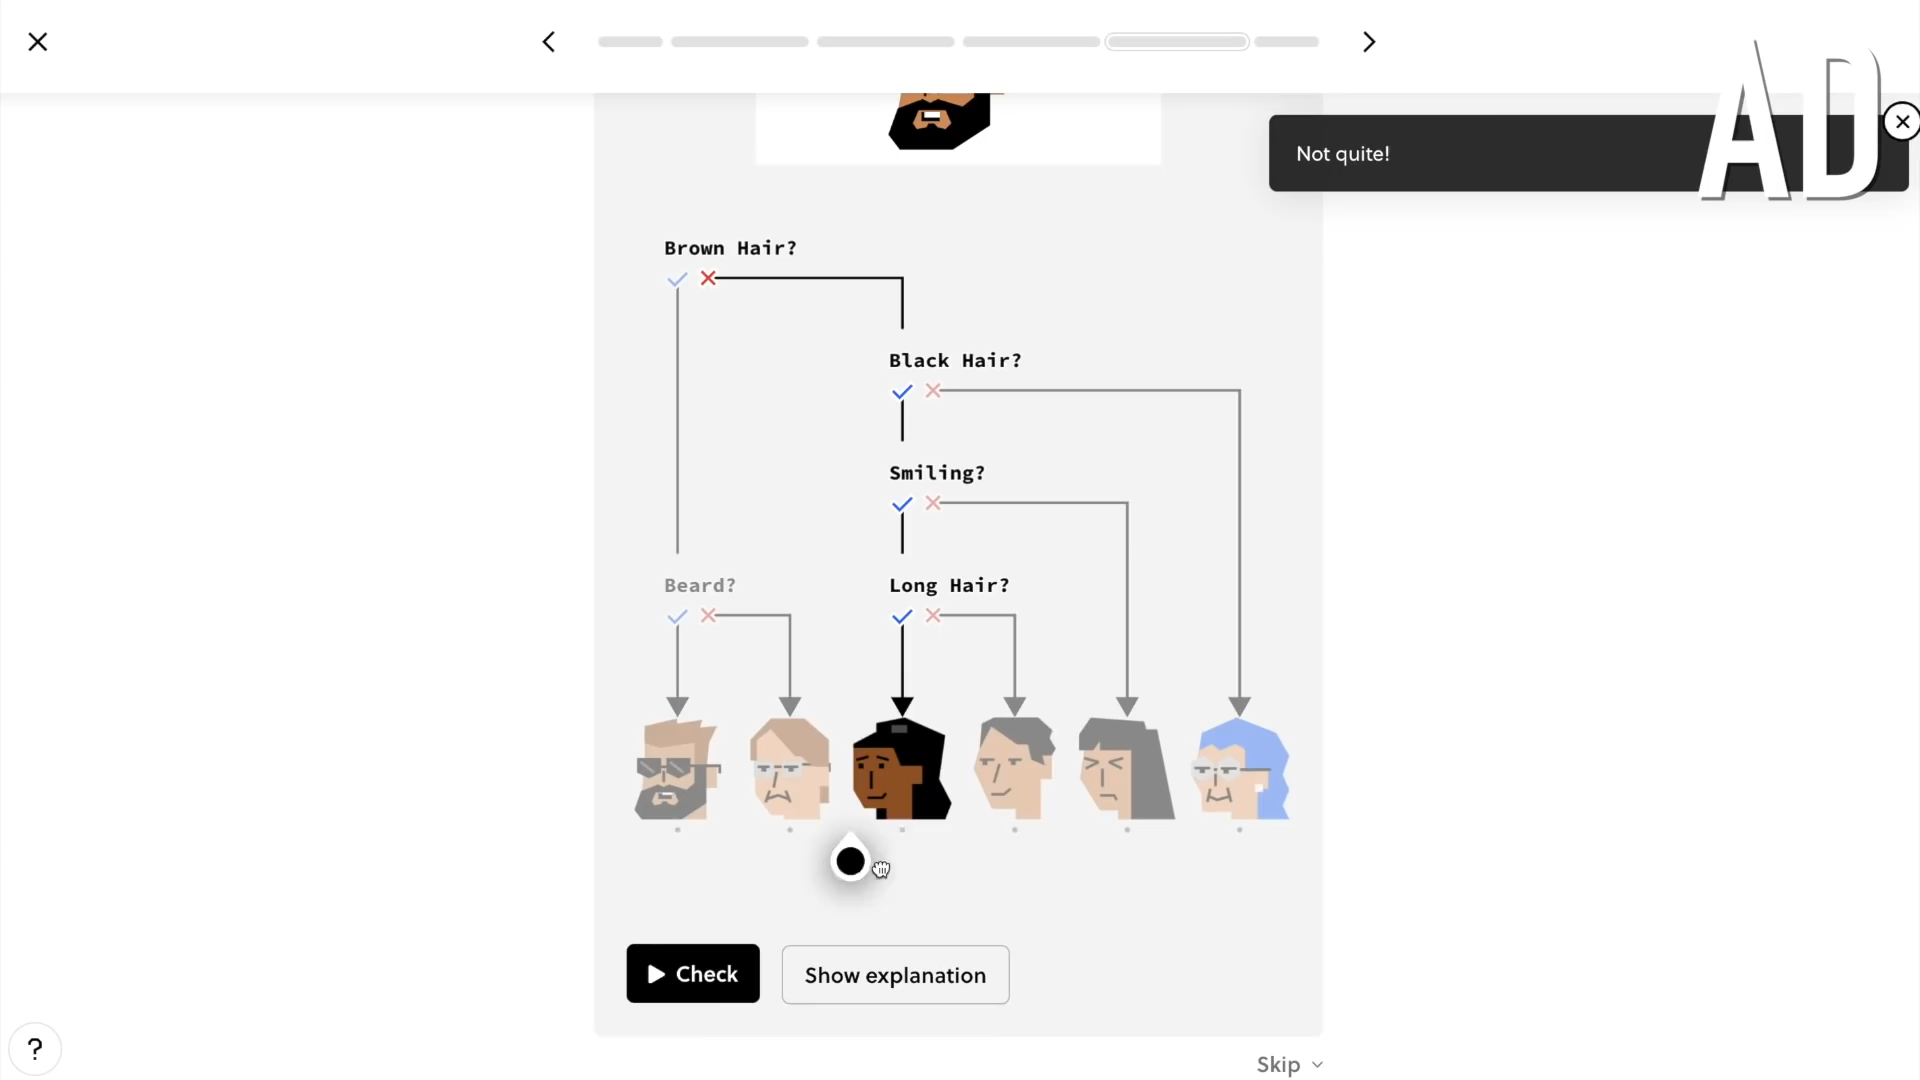 AD
Not quite!
Brown Hair?
Black Hair?
Smiling?
Beard?
Long Hair?
Check
Show explanation
?
Skip